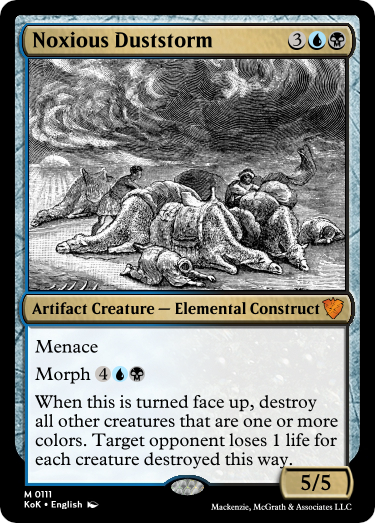 Noxious Duststorm 3
Artifact Creature — Elemental Construct
Menace
Morph 4
When this is turned face up, destroy
all other creatures that are one or more
colors. Target opponent loses 1 life for
each creature destroyed this way.
5/5
M 0111
KoK • English
Mackenzie, McGrath & Associates LLC